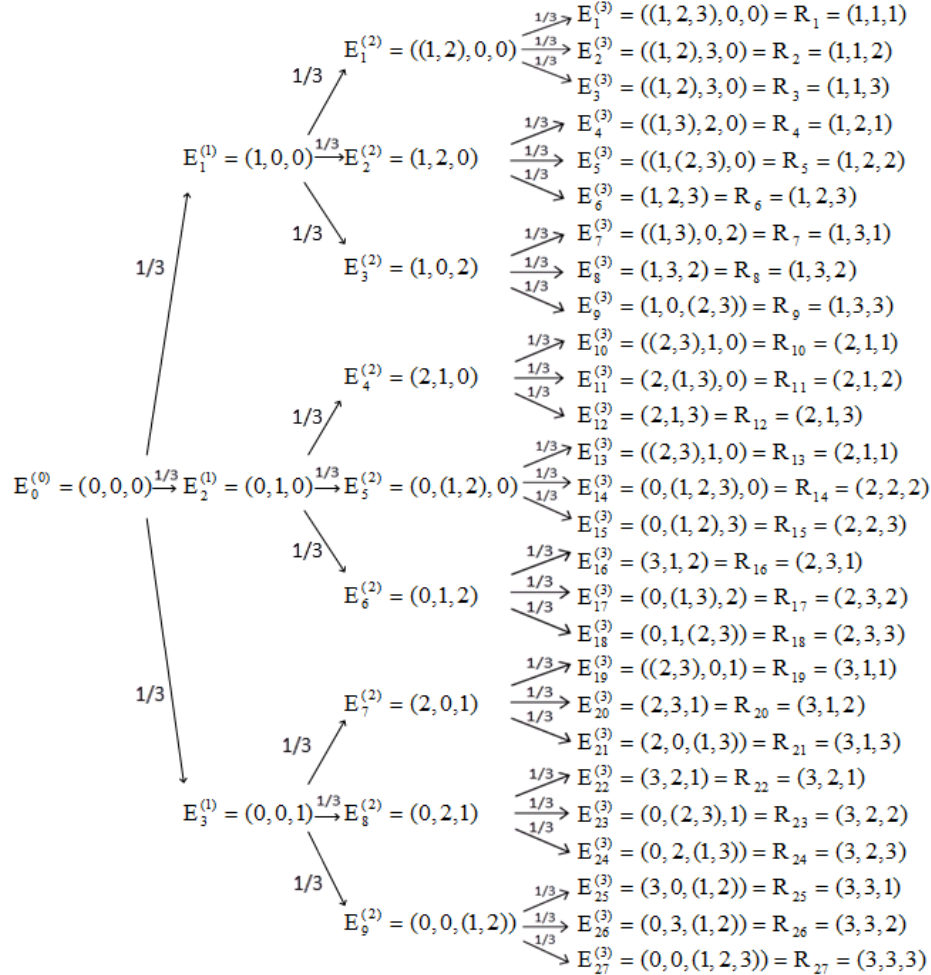 1/3 E₁⁽³⁾ = ((1,2,3),0,0) = R₁ = (1,1,1)
E₁⁽²⁾ = ((1,2),0,0) 1/3 E₂⁽³⁾ = ((1,2),3,0) = R₂ = (1,1,2)
1/3 E₃⁽³⁾ = ((1,2),3,0) = R₃ = (1,1,3)
1/3
1/3 E₄⁽³⁾ = ((1,3),2,0) = R₄ = (1,2,1)
E₁⁽¹⁾ = (1,0,0) 1/3 E₂⁽²⁾ = (1,2,0) 1/3 E₅⁽³⁾ = ((1,(2,3),0) = R₅ = (1,2,2)
1/3 E₆⁽³⁾ = (1,2,3) = R₆ = (1,2,3)
1/3
1/3 E₇⁽³⁾ = ((1,3),0,2) = R₇ = (1,3,1)
1/3 E₃⁽²⁾ = (1,0,2) 1/3 E₈⁽³⁾ = (1,3,2) = R₈ = (1,3,2)
1/3 E₉⁽³⁾ = (1,0,(2,3)) = R₉ = (1,3,3)
1/3 E₁₀⁽³⁾ = ((2,3),1,0) = R₁₀ = (2,1,1)
E₄⁽²⁾ = (2,1,0) 1/3 E₁₁⁽³⁾ = (2,(1,3),0) = R₁₁ = (2,1,2)
1/3 1/3 E₁₂⁽³⁾ = (2,1,3) = R₁₂ = (2,1,3)
1/3 E₁₃⁽³⁾ = ((2,3),1,0) = R₁₃ = (2,1,1)
E₀⁽⁰⁾ = (0,0,0) 1/3 E₂⁽¹⁾ = (0,1,0) 1/3 E₅⁽²⁾ = (0,(1,2),0) 1/3 E₁₄⁽³⁾ = (0,(1,2,3),0) = R₁₄ = (2,2,2)
1/3 E₁₅⁽³⁾ = (0,(1,2),3) = R₁₅ = (2,2,3)
1/3
1/3 E₁₆⁽³⁾ = (3,1,2) = R₁₆ = (2,3,1)
E₆⁽²⁾ = (0,1,2) 1/3 E₁₇⁽³⁾ = (0,(1,3),2) = R₁₇ = (2,3,2)
1/3 E₁₈⁽³⁾ = (0,1,(2,3)) = R₁₈ = (2,3,3)
1/3 E₁₉⁽³⁾ = ((2,3),0,1) = R₁₉ = (3,1,1)
1/3 E₇⁽²⁾ = (2,0,1) 1/3 E₂₀⁽³⁾ = (2,3,1) = R₂₀ = (3,1,2)
1/3 1/3 E₂₁⁽³⁾ = (2,0,(1,3)) = R₂₁ = (3,1,3)
1/3 E₂₂⁽³⁾ = (3,2,1) = R₂₂ = (3,2,1)
E₃⁽¹⁾ = (0,0,1) 1/3 E₈⁽²⁾ = (0,2,1) 1/3 E₂₃⁽³⁾ = (0,(2,3),1) = R₂₃ = (3,2,2)
1/3 E₂₄⁽³⁾ = (0,2,(1,3)) = R₂₄ = (3,2,3)
1/3
1/3 E₂₅⁽³⁾ = (3,0,(1,2)) = R₂₅ = (3,3,1)
E₉⁽²⁾ = (0,0,(1,2)) 1/3 E₂₆⁽³⁾ = (0,3,(1,2)) = R₂₆ = (3,3,2)
1/3 E₂₇⁽³⁾ = (0,0,(1,2,3)) = R₂₇ = (3,3,3)